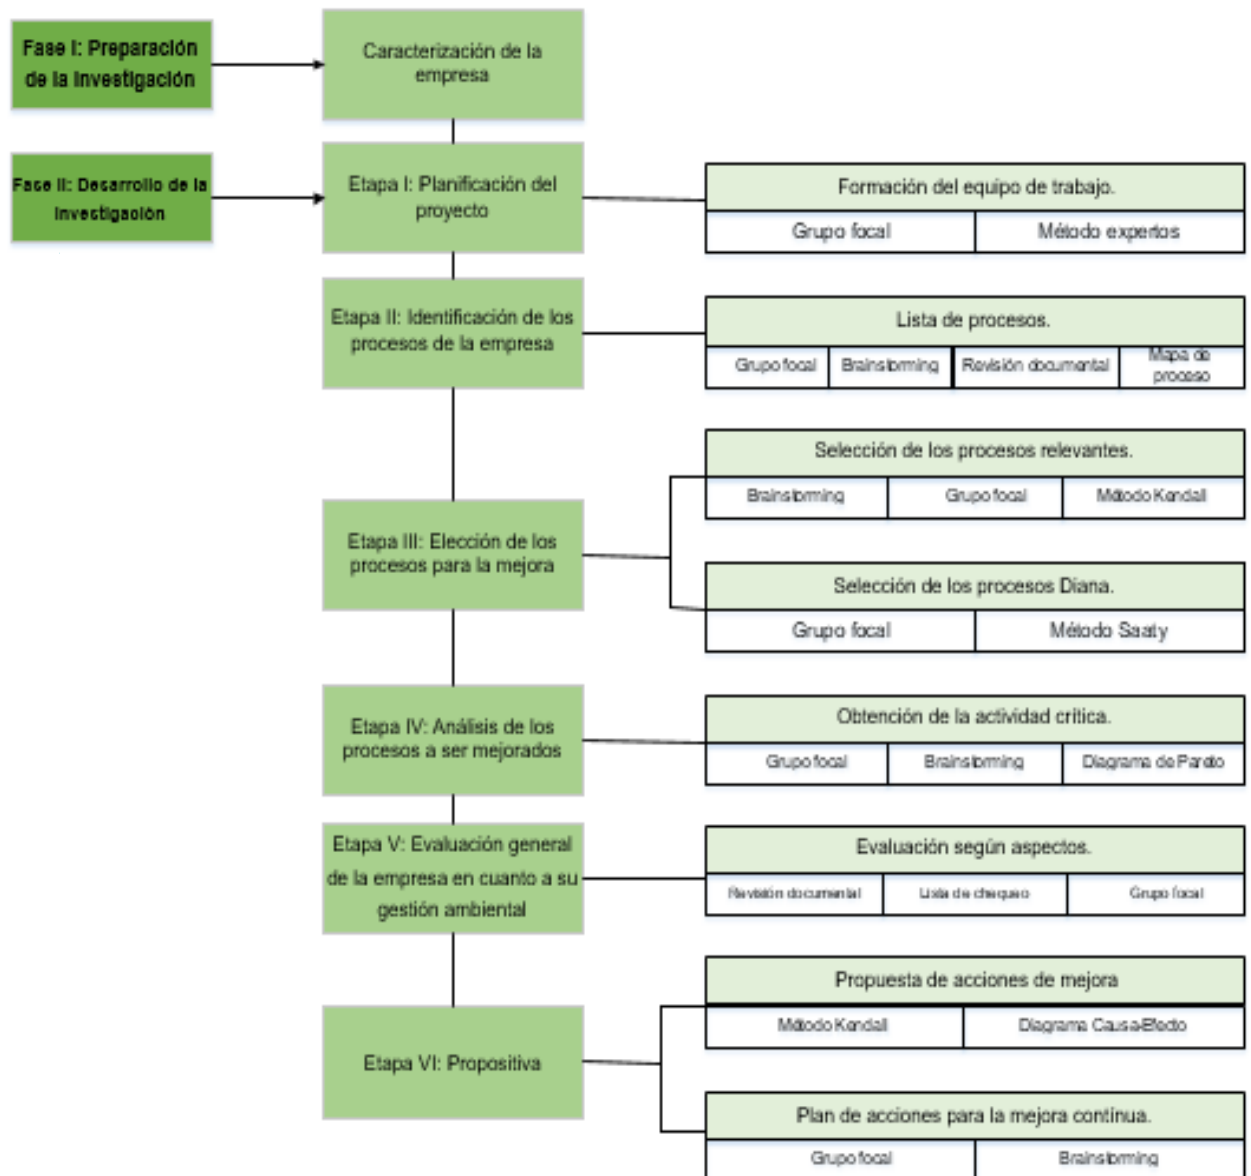 Fase I: Preparación
de la Investigación
Caracterización de la
empresa
Fase II: Desarrollo de la
Investigación
Etapa I: Planificación del
proyecto
Formación del equipo de trabajo.
Grupo focal
Método expertos
Etapa II: Identificación de los
procesos de la empresa
Lista de procesos.
Grupo focal
Brainstorming
Revisión documental
Mapa de
proceso
Etapa III: Elección de los
procesos para la mejora
Selección de los procesos relevantes.
Brainstorming
Grupo focal
Método Kendall
Selección de los procesos Diana.
Grupo focal
Método Saaty
Etapa IV: Análisis de los
procesos a ser mejorados
Obtención de la actividad crítica.
Grupo focal
Brainstorming
Diagrama de Pareto
Etapa V: Evaluación general
de la empresa en cuanto a su
gestión ambiental
Evaluación según aspectos.
Revisión documental
Lista de chequeo
Grupo focal
Etapa VI: Propositiva
Propuesta de acciones de mejora
Método Kendall
Diagrama Causa-Efecto
Plan de acciones para la mejora contínua.
Grupo focal
Brainstorming